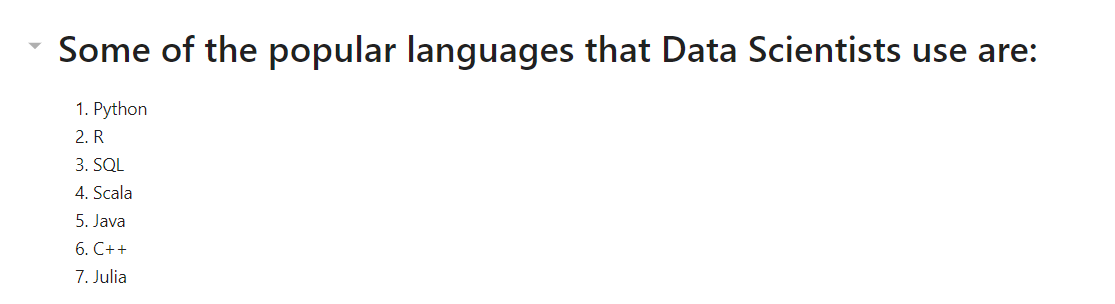 Some of the popular languages that Data Scientists use are:
1. Python
2. R
3. SQL
4. Scala
5. Java
6. C++
7. Julia